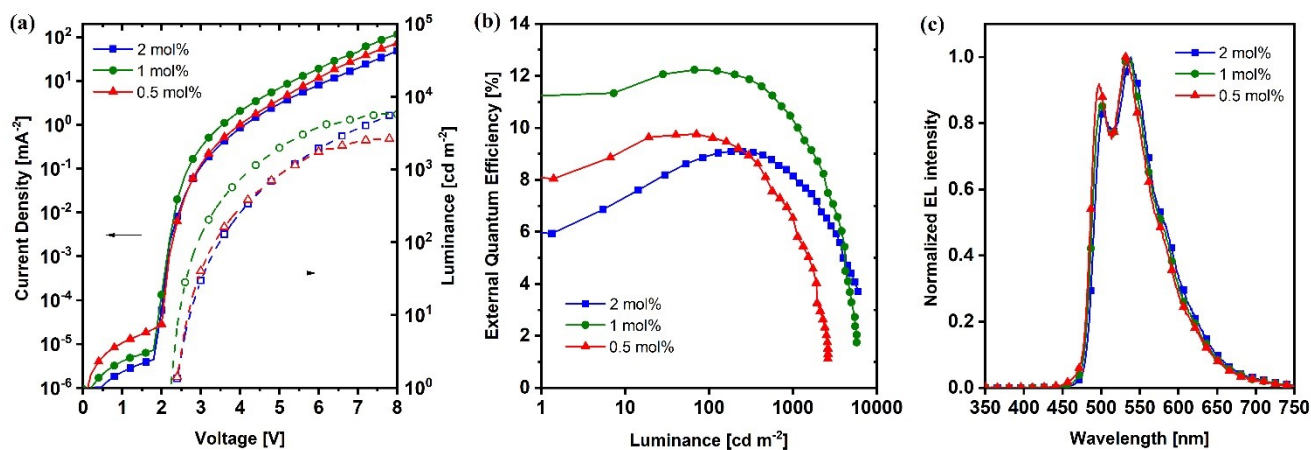 (a)
10²
10¹
10⁰
10⁻¹
10⁻²
10⁻³
10⁻⁴
10⁻⁵
10⁻⁶
Current Density [mA⁻²]
2 mol%
1 mol%
0.5 mol%
0 1 2 3 4 5 6 7 8
Voltage [V]
10⁵
10⁴
10³
10²
10¹
10⁰
Luminance [cd m⁻²]
(b)
14
12
10
8
6
4
2
0
External Quantum Efficiency [%]
2 mol%
1 mol%
0.5 mol%
1 10 100 1000 10000
Luminance [cd m⁻²]
(c)
1.0
0.8
0.6
0.4
0.2
0.0
Normalized EL intensity
2 mol%
1 mol%
0.5 mol%
350 400 450 500 550 600 650 700 750
Wavelength [nm]